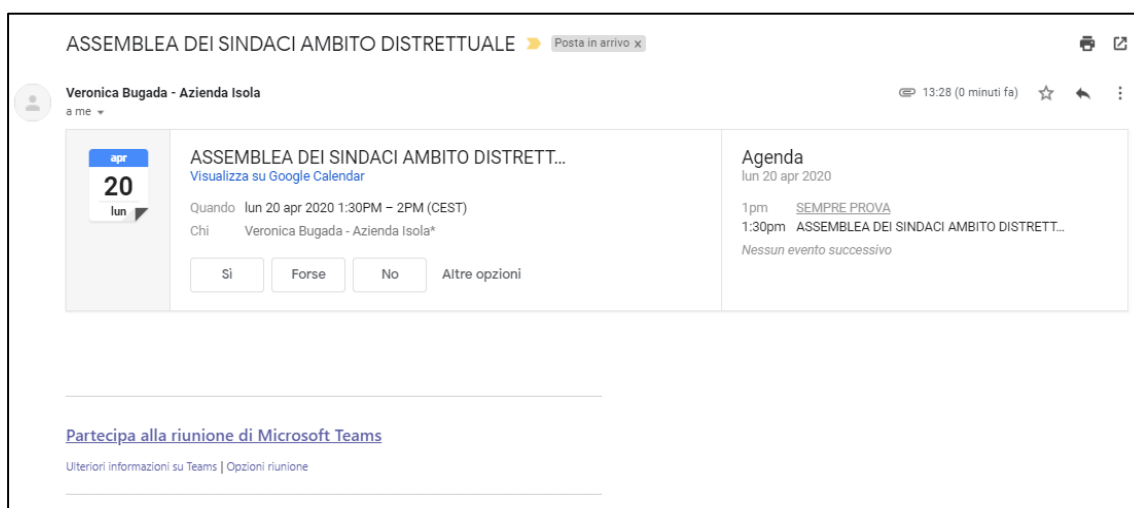 ASSEMBLEA DEI SINDACI AMBITO DISTRETTUALE Posta in arrivo x
Veronica Bugada - Azienda Isola 13:28 (0 minuti fa)
a me
apr
20
lun
ASSEMBLEA DEI SINDACI AMBITO DISTRETT...
Visualizza su Google Calendar
Quando lun 20 apr 2020 1:30PM – 2PM (CEST)
Chi Veronica Bugada - Azienda Isola*
Sì Forse No Altre opzioni
Agenda
lun 20 apr 2020
1pm SEMPRE PROVA
1:30pm ASSEMBLEA DEI SINDACI AMBITO DISTRETT...
Nessun evento successivo
Partecipa alla riunione di Microsoft Teams
Ulteriori informazioni su Teams | Opzioni riunione